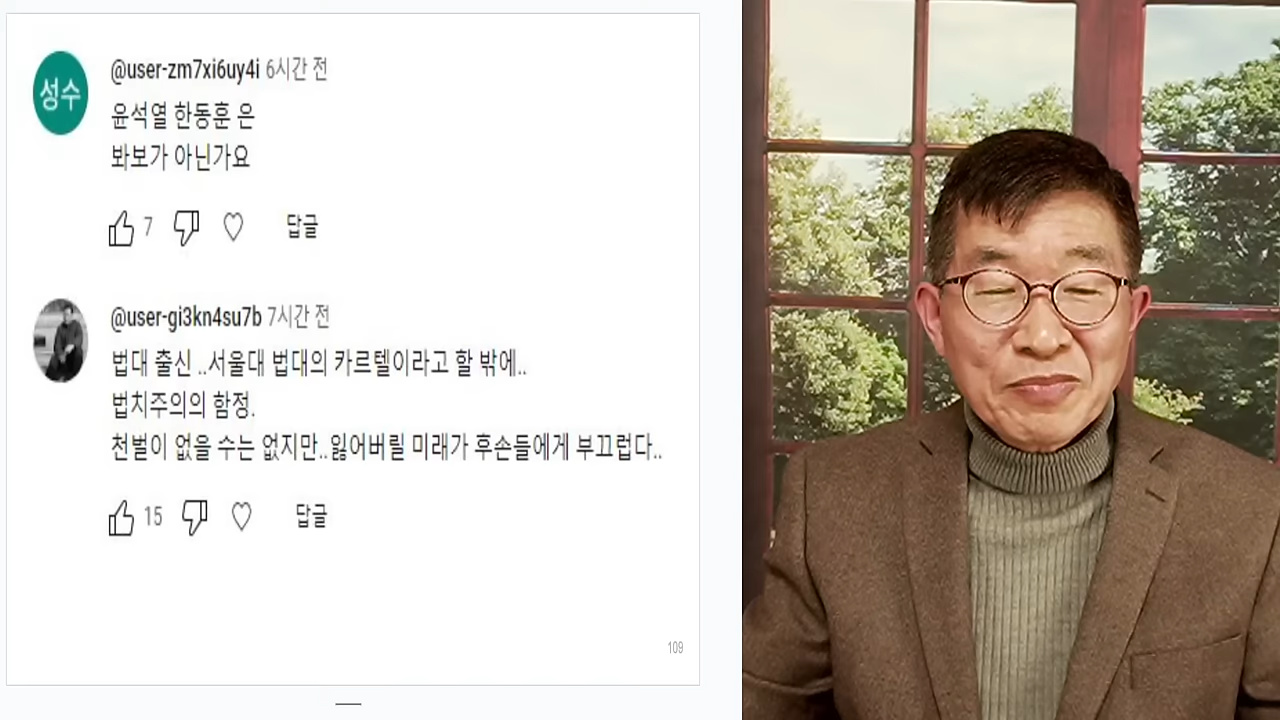 성수
@user-zm7xi6uy4i 6시간 전
윤석열 한동훈 은
봐보가 아닌가요
7 답글
@user-gi3kn4su7b 7시간 전
법대 출신 ..서울대 법대의 카르텔이라고 할 밖에..
법치주의의 함정.
천벌이 없을 수는 없지만..잃어버릴 미래가 후손들에게 부끄럽다..
15 답글
109